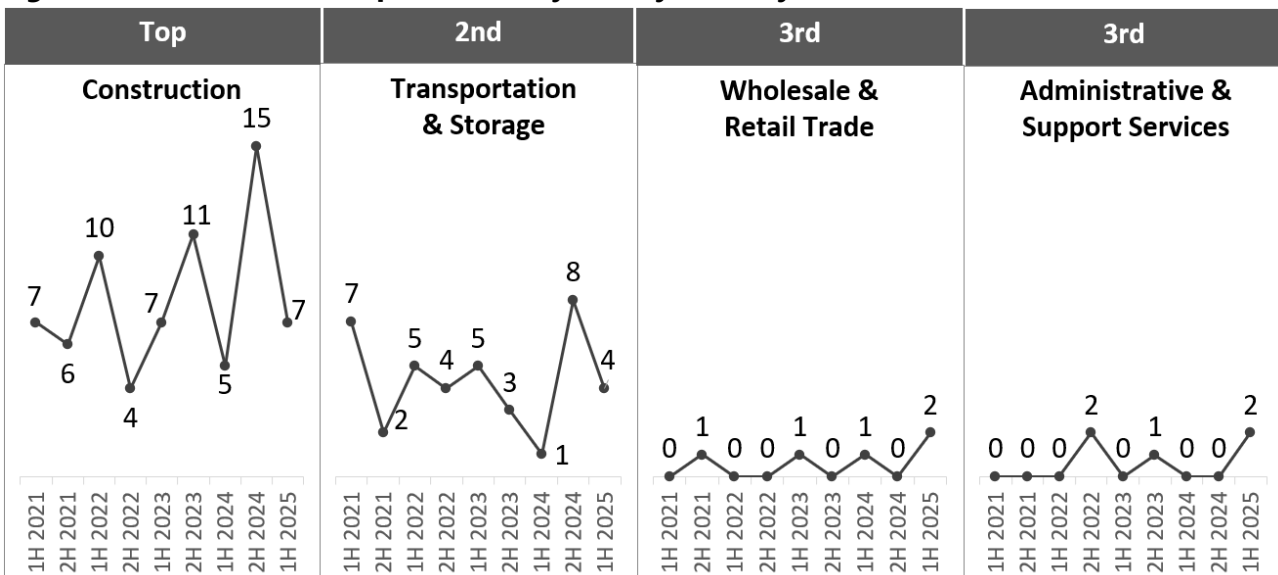 Top
2nd
3rd
3rd
Construction
Transportation
& Storage
Wholesale &
Retail Trade
Administrative &
Support Services
7
6
10
4
7
11
5
15
7
7
2
5
4
5
3
1
8
4
0
1
0
0
1
0
1
0
2
0
0
0
2
0
1
0
0
2
1H 2021
2H 2021
1H 2022
2H 2022
1H 2023
2H 2023
1H 2024
2H 2024
1H 2025
1H 2021
2H 2021
1H 2022
2H 2022
1H 2023
2H 2023
1H 2024
2H 2024
1H 2025
1H 2021
2H 2021
1H 2022
2H 2022
1H 2023
2H 2023
1H 2024
2H 2024
1H 2025
1H 2021
2H 2021
1H 2022
2H 2022
1H 2023
2H 2023
1H 2024
2H 2024
1H 2025